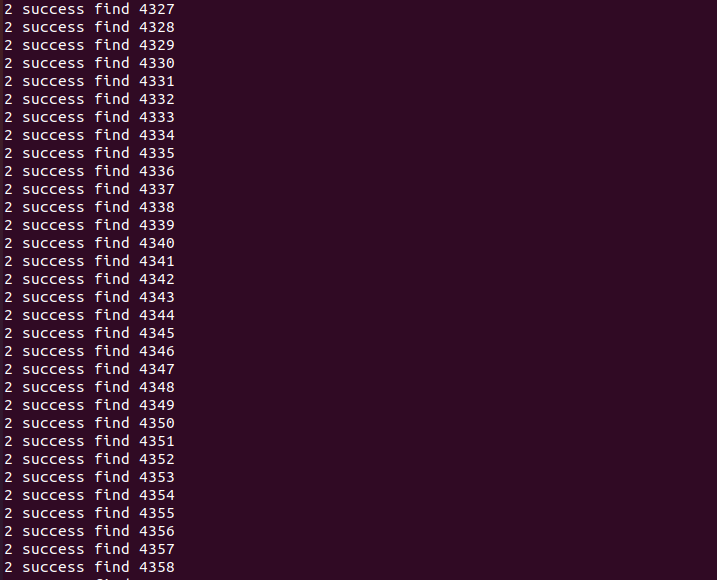 2 success find 4327
2 success find 4328
2 success find 4329
2 success find 4330
2 success find 4331
2 success find 4332
2 success find 4333
2 success find 4334
2 success find 4335
2 success find 4336
2 success find 4337
2 success find 4338
2 success find 4339
2 success find 4340
2 success find 4341
2 success find 4342
2 success find 4343
2 success find 4344
2 success find 4345
2 success find 4346
2 success find 4347
2 success find 4348
2 success find 4349
2 success find 4350
2 success find 4351
2 success find 4352
2 success find 4353
2 success find 4354
2 success find 4355
2 success find 4356
2 success find 4357
2 success find 4358